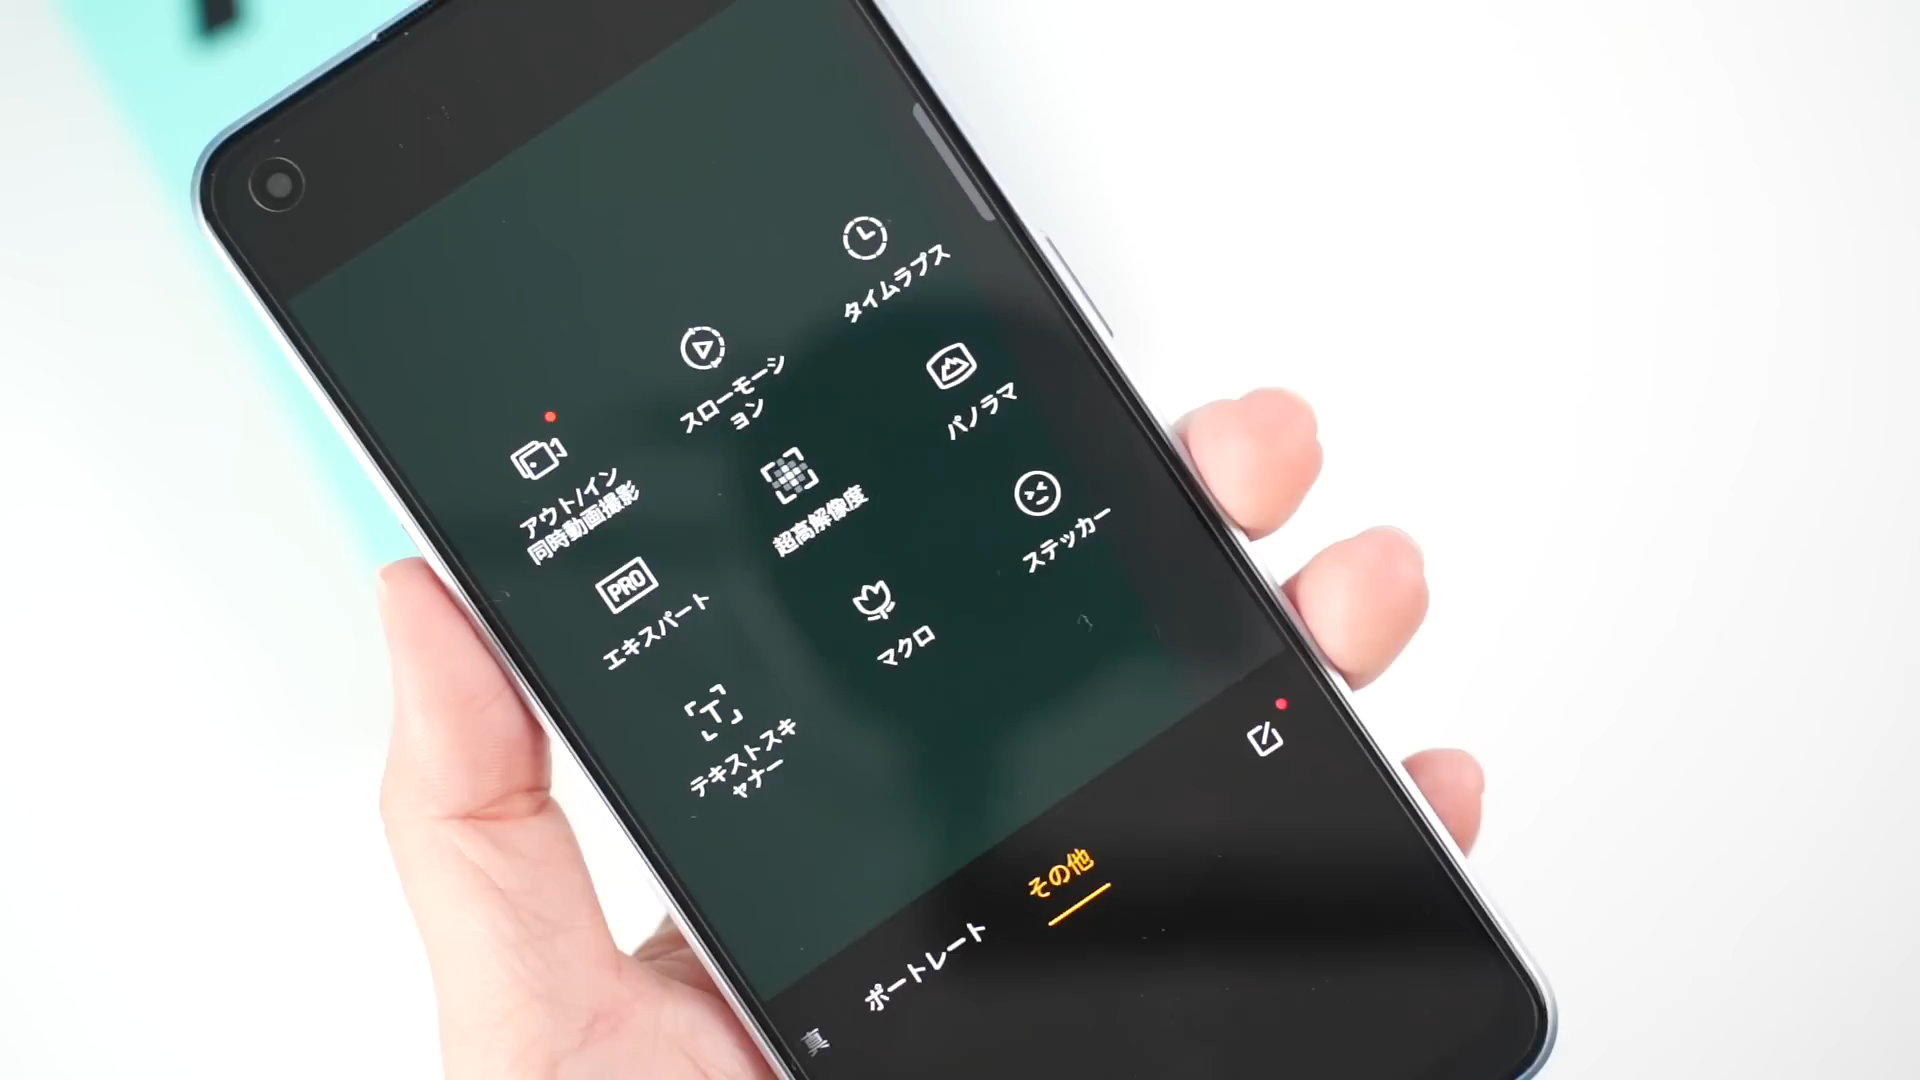 アウト/イン
同時動画撮影
スローモーシ
ョン
タイムラプス
PRO
エキスパート
超高解像度
パノラマ
T
テキストスキ
ャナー
マクロ
ステッカー
真
ポートレート
その他